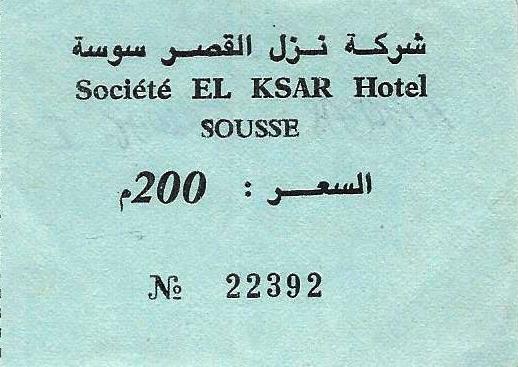 شركة نزل القصر سوسة
Société EL KSAR Hotel
SOUSSE
السعر : 200م
№ 22392